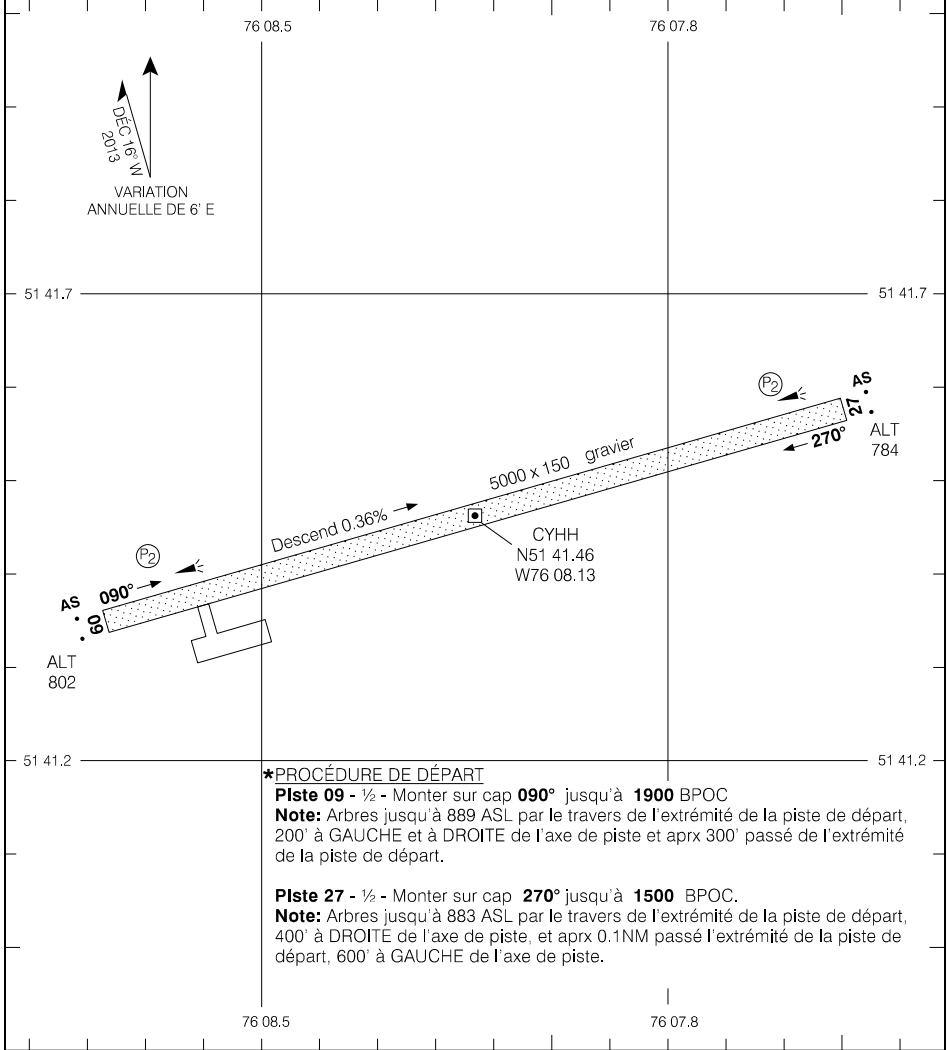 76 08.5
76 07.8
DÉC 16° W
2013
VARIATION
ANNUELLE DE 6' E
51 41.7
51 41.7
P2
AS
27
ALT
784
270°
5000 x 150 gravier
Descend 0.36%
CYHH
N51 41.46
W76 08.13
P2
090°
AS
09
ALT
802
51 41.2
51 41.2
*PROCÉDURE DE DÉPART
PIste 09 - ½ - Monter sur cap 090° jusqu'à 1900 BPOC
Note: Arbres jusqu'à 889 ASL par le travers de l'extrémité de la piste de départ,
200' à GAUCHE et à DROITE de l'axe de piste et aprx 300' passé de l'extrémité
de la piste de départ.
PIste 27 - ½ - Monter sur cap 270° jusqu'à 1500 BPOC.
Note: Arbres jusqu'à 883 ASL par le travers de l'extrémité de la piste de départ,
400' à DROITE de l'axe de piste, et aprx 0.1NM passé l'extrémité de la piste de
départ, 600' à GAUCHE de l'axe de piste.
76 08.5
76 07.8